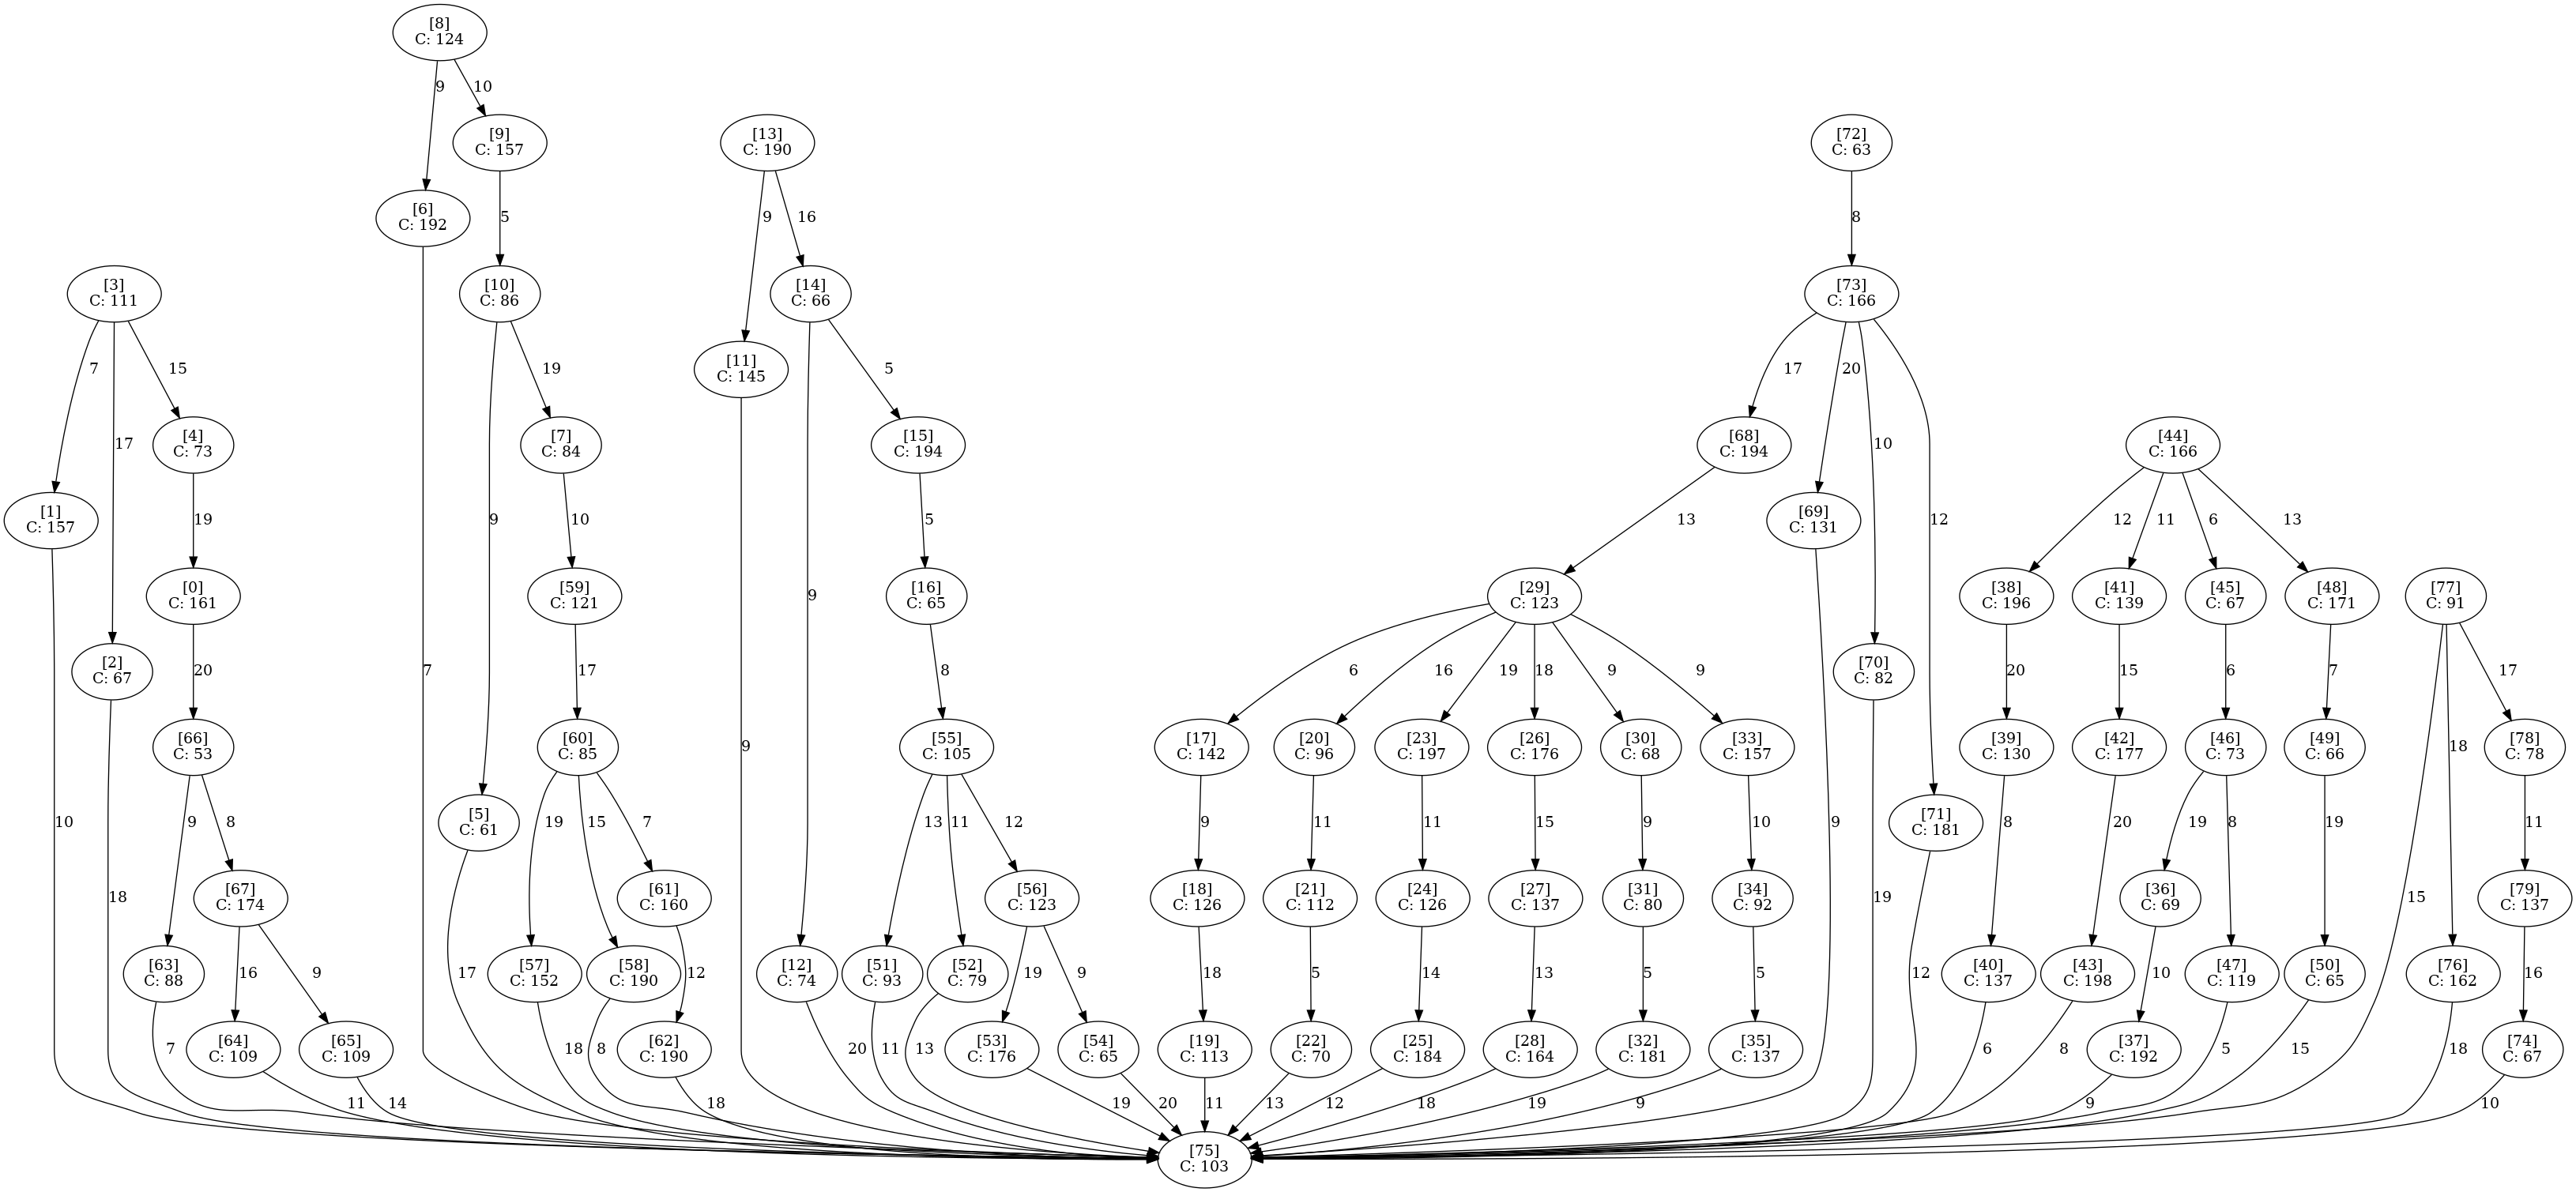 [8]
C: 124
9
10
[9]
C: 157
[13]
C: 190
[72]
C: 63
[6]
C: 192
5
9
16
8
[3]
C: 111
[10]
C: 86
[14]
C: 66
[73]
C: 166
7
17
15
9
19
[11]
C: 145
9
5
17
20
10
12
[4]
C: 73
[7]
C: 84
[15]
C: 194
[68]
C: 194
[44]
C: 166
[1]
C: 157
19
10
5
13
[69]
C: 131
12
11
6
13
[0]
C: 161
[59]
C: 121
[16]
C: 65
[29]
C: 123
[38]
C: 196
[41]
C: 139
[45]
C: 67
[48]
C: 171
[77]
C: 91
[2]
C: 67
20
7
17
8
6
16
19
18
9
9
[70]
C: 82
20
15
6
7
17
[66]
C: 53
[60]
C: 85
9
[55]
C: 105
[17]
C: 142
[20]
C: 96
[23]
C: 197
[26]
C: 176
[30]
C: 68
[33]
C: 157
[39]
C: 130
[42]
C: 177
[46]
C: 73
[49]
C: 66
18
[78]
C: 78
10
9
8
[5]
C: 61
19
15
7
13
11
12
9
11
11
15
9
10
9
[71]
C: 181
8
20
19
8
19
11
18
[67]
C: 174
[61]
C: 160
[56]
C: 123
[18]
C: 126
[21]
C: 112
[24]
C: 126
[27]
C: 137
[31]
C: 80
[34]
C: 92
19
[36]
C: 69
15
[79]
C: 137
[63]
C: 88
16
9
17
[57]
C: 152
[58]
C: 190
12
[12]
C: 74
[51]
C: 93
[52]
C: 79
19
9
18
5
14
13
5
5
12
[40]
C: 137
[43]
C: 198
10
[47]
C: 119
[50]
C: 65
[76]
C: 162
16
7
[64]
C: 109
[65]
C: 109
18
8
[62]
C: 190
20
11
13
[53]
C: 176
[54]
C: 65
[19]
C: 113
[22]
C: 70
[25]
C: 184
[28]
C: 164
[32]
C: 181
[35]
C: 137
6
8
[37]
C: 192
5
15
18
[74]
C: 67
11
14
18
19
20
11
13
12
18
19
9
9
10
[75]
C: 103